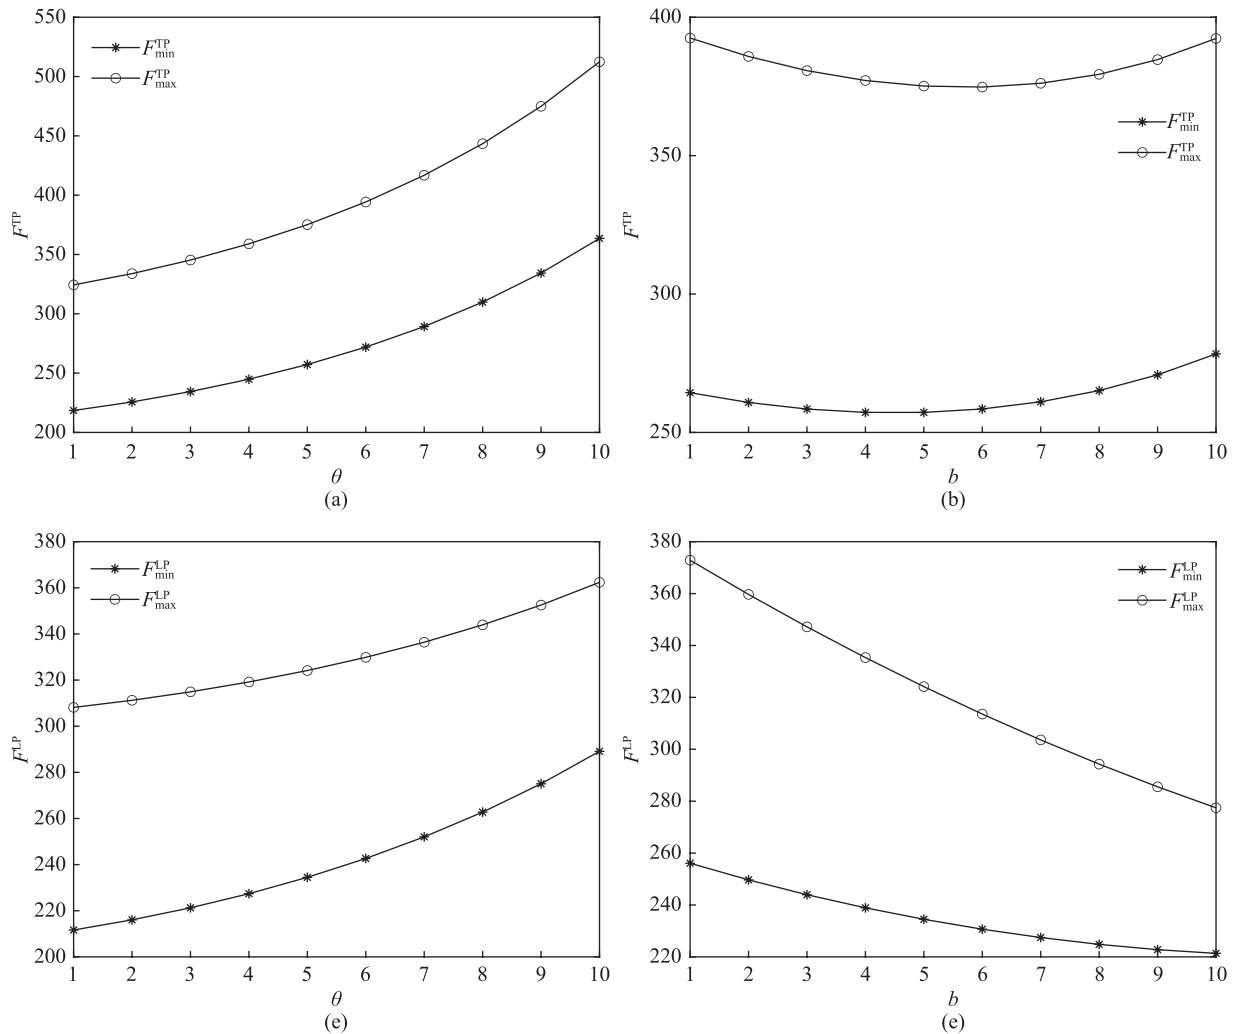 550
500
450
400
350
300
250
200
F^TP
F^TP_min
F^TP_max
1 2 3 4 5 6 7 8 9 10
θ
(a)
400
350
300
250
F^TP
F^TP_min
F^TP_max
1 2 3 4 5 6 7 8 9 10
b
(b)
380
360
340
320
300
280
260
240
220
200
F^LP
F^LP_min
F^LP_max
1 2 3 4 5 6 7 8 9 10
θ
(e)
380
360
340
320
300
280
260
240
220
F^LP
F^LP_min
F^LP_max
1 2 3 4 5 6 7 8 9 10
b
(e)